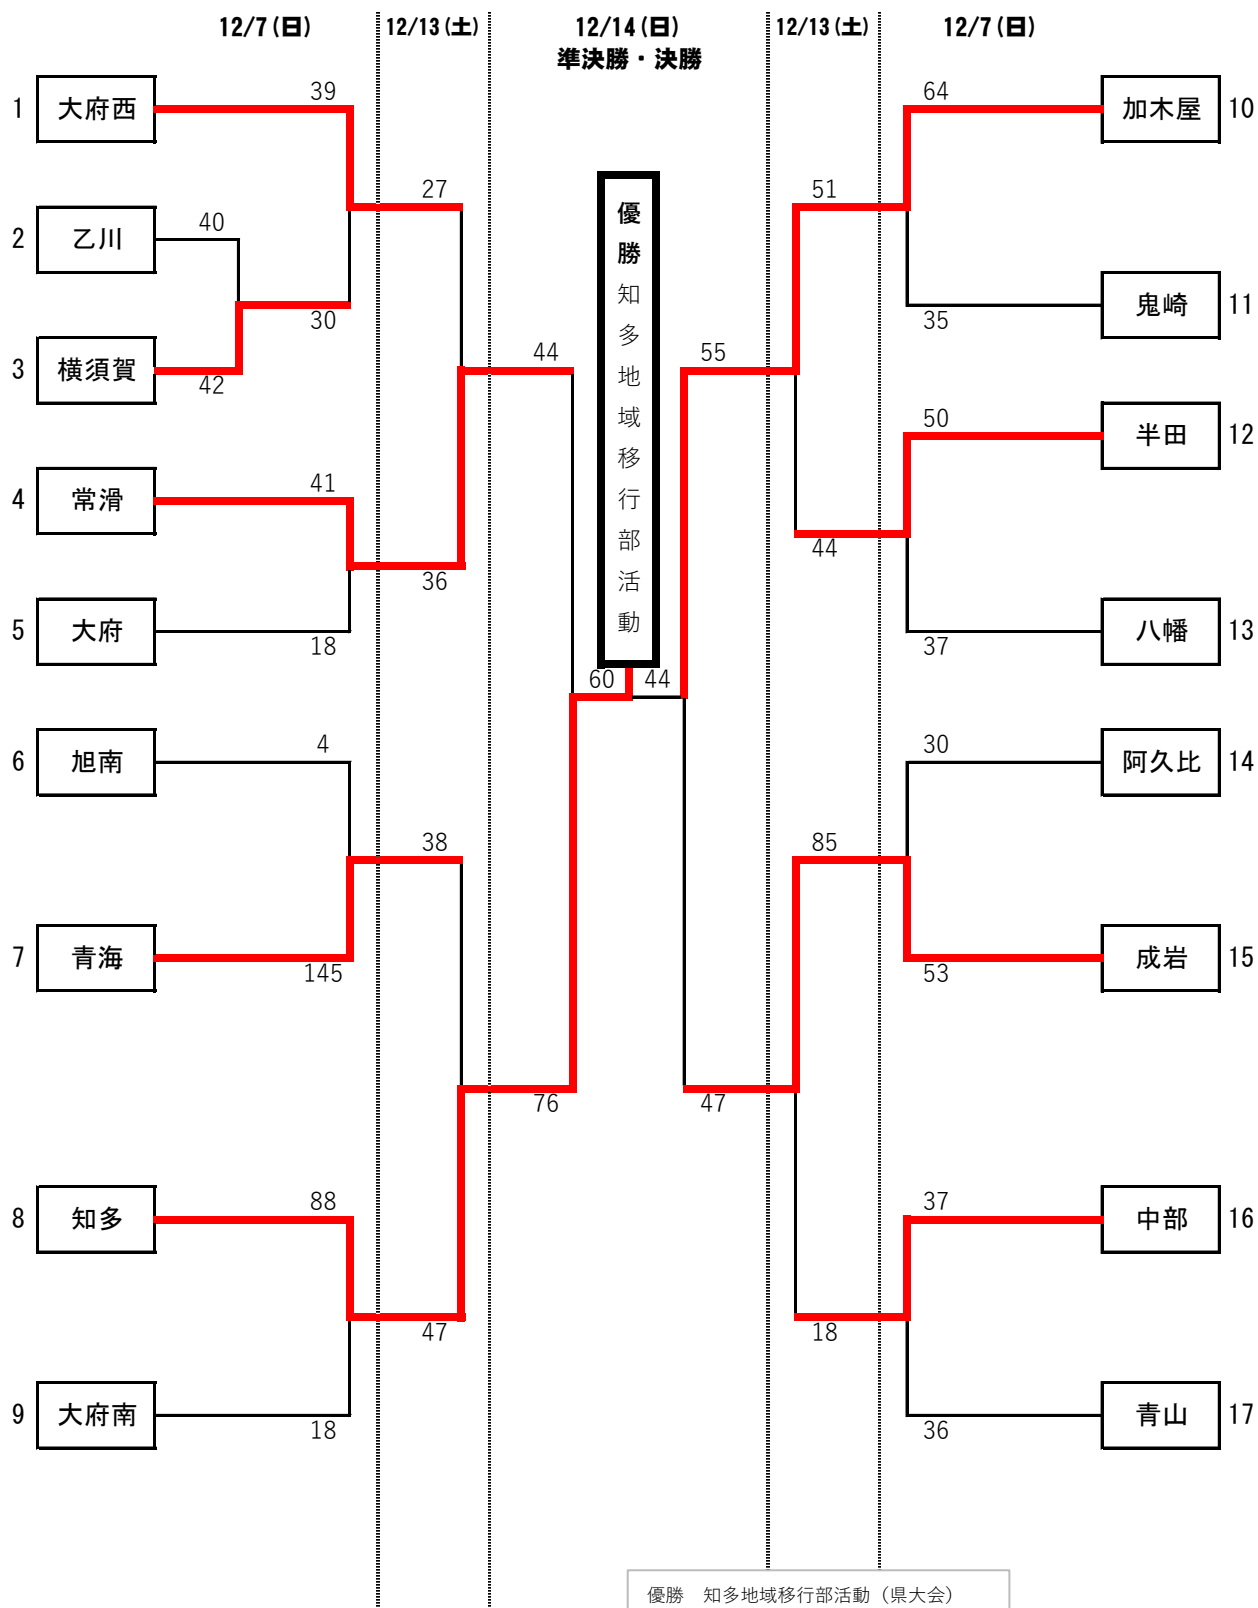 12/7(日) 12/13(土) 12/14(日) 12/13(土) 12/7(日)
準決勝・決勝
1 大府西 39
2 乙川 40
3 横須賀 42
30
27
4 常滑 41
5 大府 18
36
44
6 旭南 4
7 青海 145
38
8 知多 88
9 大府南 18
47
76
優勝知多地域移行部活動
60 44
64 加木屋 10
35 鬼崎 11
51
50 半田 12
37 八幡 13
44
55
30 阿久比 14
53 成岩 15
85
37 中部 16
36 青山 17
18
47
優勝 知多地域移行部活動（県大会）